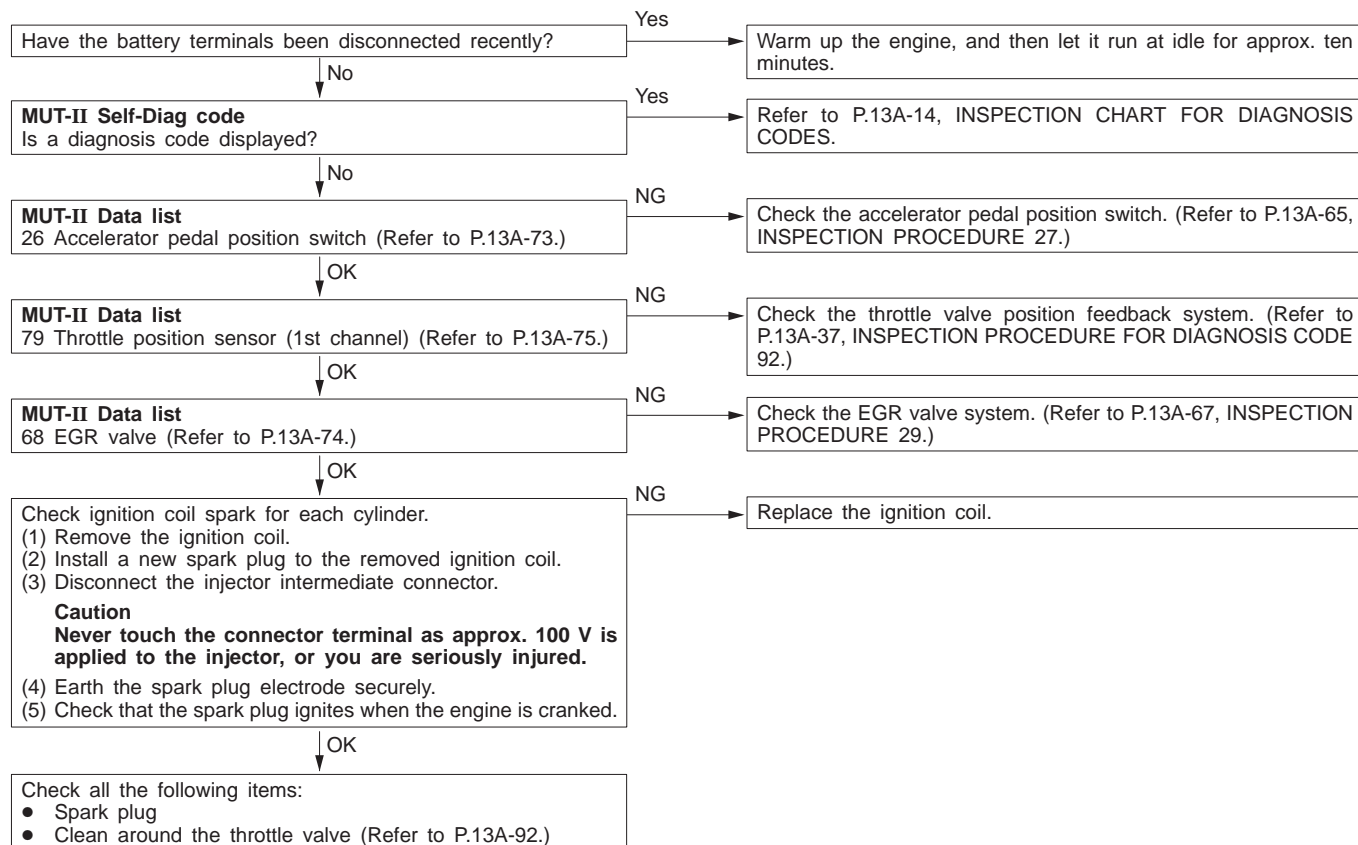 Have the battery terminals been disconnected recently?
Yes
Warm up the engine, and then let it run at idle for approx. ten
minutes.
No
MUT-II Self-Diag code
Is a diagnosis code displayed?
Yes
Refer to P.13A-14, INSPECTION CHART FOR DIAGNOSIS
CODES.
No
MUT-II Data list
26 Accelerator pedal position switch (Refer to P.13A-73.)
NG
Check the accelerator pedal position switch. (Refer to P.13A-65,
INSPECTION PROCEDURE 27.)
OK
MUT-II Data list
79 Throttle position sensor (1st channel) (Refer to P.13A-75.)
NG
Check the throttle valve position feedback system. (Refer to
P.13A-37, INSPECTION PROCEDURE FOR DIAGNOSIS CODE
92.)
OK
MUT-II Data list
68 EGR valve (Refer to P.13A-74.)
NG
Check the EGR valve system. (Refer to P.13A-67, INSPECTION
PROCEDURE 29.)
OK
Check ignition coil spark for each cylinder.
(1) Remove the ignition coil.
(2) Install a new spark plug to the removed ignition coil.
(3) Disconnect the injector intermediate connector.
Caution
Never touch the connector terminal as approx. 100 V is
applied to the injector, or you are seriously injured.
(4) Earth the spark plug electrode securely.
(5) Check that the spark plug ignites when the engine is cranked.
NG
Replace the ignition coil.
OK
Check all the following items:
● Spark plug
● Clean around the throttle valve (Refer to P.13A-92.)